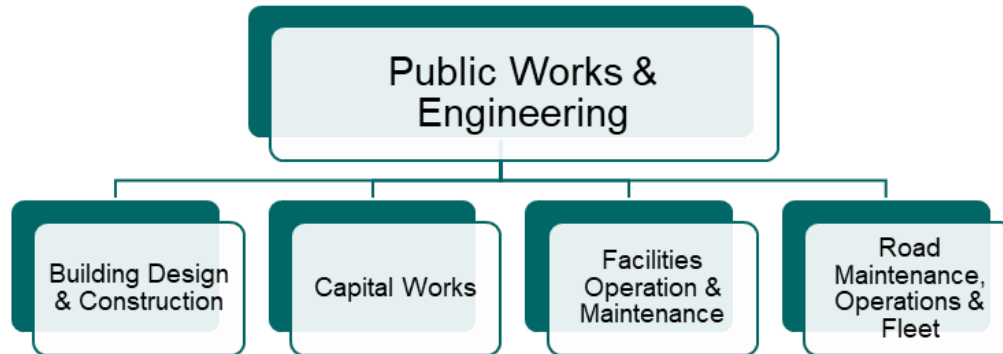 Public Works &
Engineering
Building Design
& Construction
Capital Works
Facilities
Operation &
Maintenance
Road
Maintenance,
Operations &
Fleet